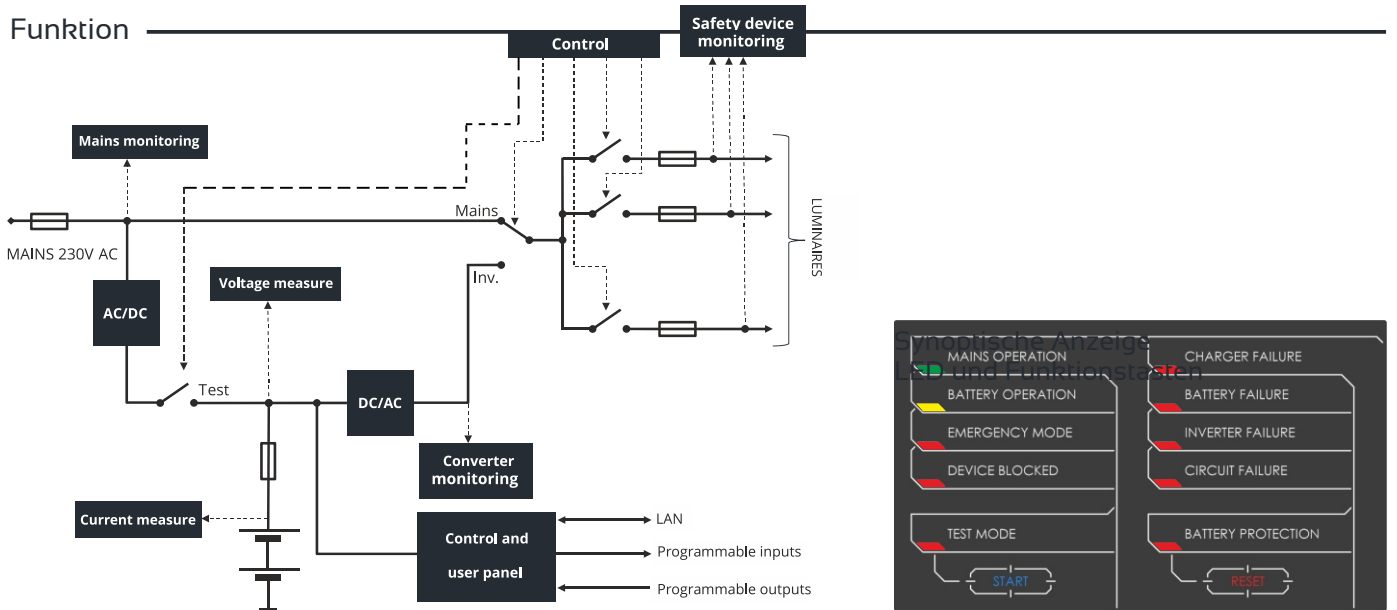 Funktion
Control
Safety device
monitoring
Mains monitoring
Mains
MAINS 230V AC
LUMINAIRES
Inv.
Voltage measure
AC/DC
Test
DC/AC
Converter
monitoring
Current measure
Control and
user panel
LAN
Programmable inputs
Programmable outputs
Synoptische Anzeige
LED und Funktionstasten
MAINS OPERATION
BATTERY OPERATION
EMERGENCY MODE
DEVICE BLOCKED
TEST MODE
START
CHARGER FAILURE
BATTERY FAILURE
INVERTER FAILURE
CIRCUIT FAILURE
BATTERY PROTECTION
RESET